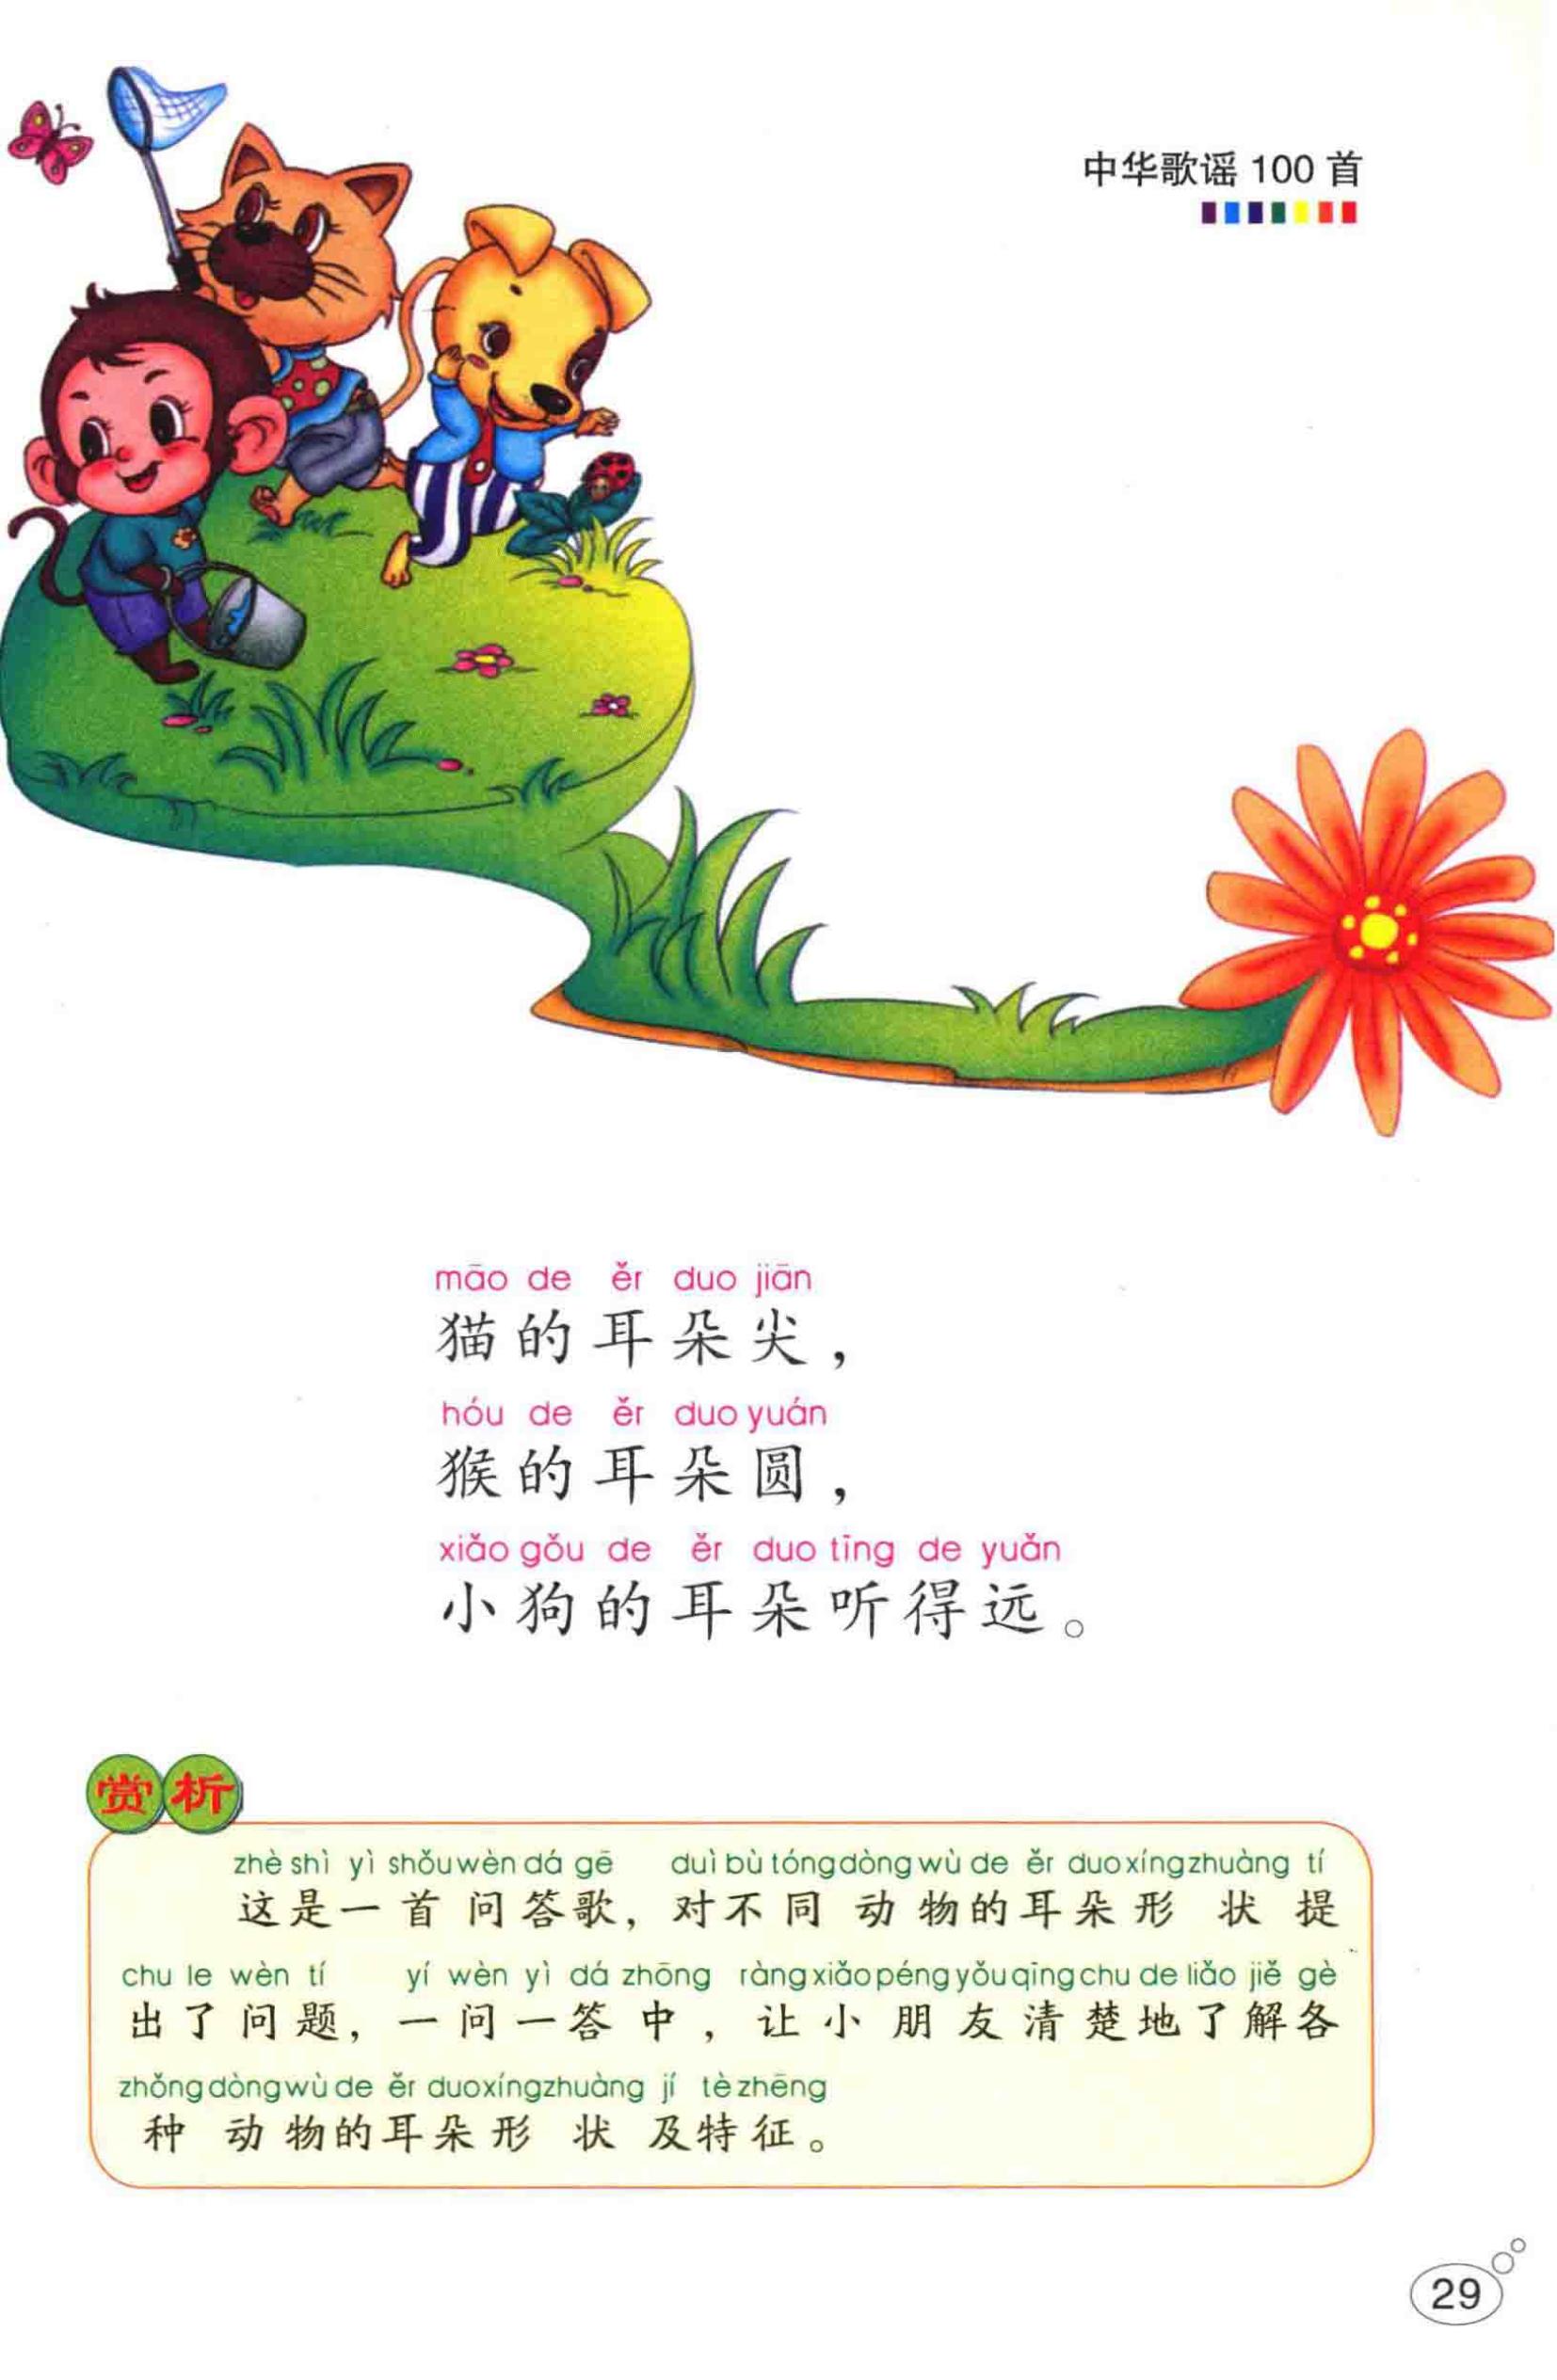 中华歌谣 100 首
māo de ěr duo jiān
猫的耳朵尖，
hóu de ěr duo yuán
猴的耳朵圆，
xiǎo gǒu de ěr duo tīng de yuǎn
小狗的耳朵听得远。
赏析
zhè shì yì shǒu wèn dá gē duì bù tóng dòng wù de ěr duo xíng zhuàng tí
这是一首问答歌，对不同动物的耳朵形状提
chu le wèn tí yí wèn yì dá zhōng ràng xiǎo péng yǒu qīng chu de liǎo jiě gè
出了问题，一问一答中，让小朋友清楚地了解各
zhǒng dòng wù de ěr duo xíng zhuàng jí tè zhēng
种动物的耳朵形状及特征。
29